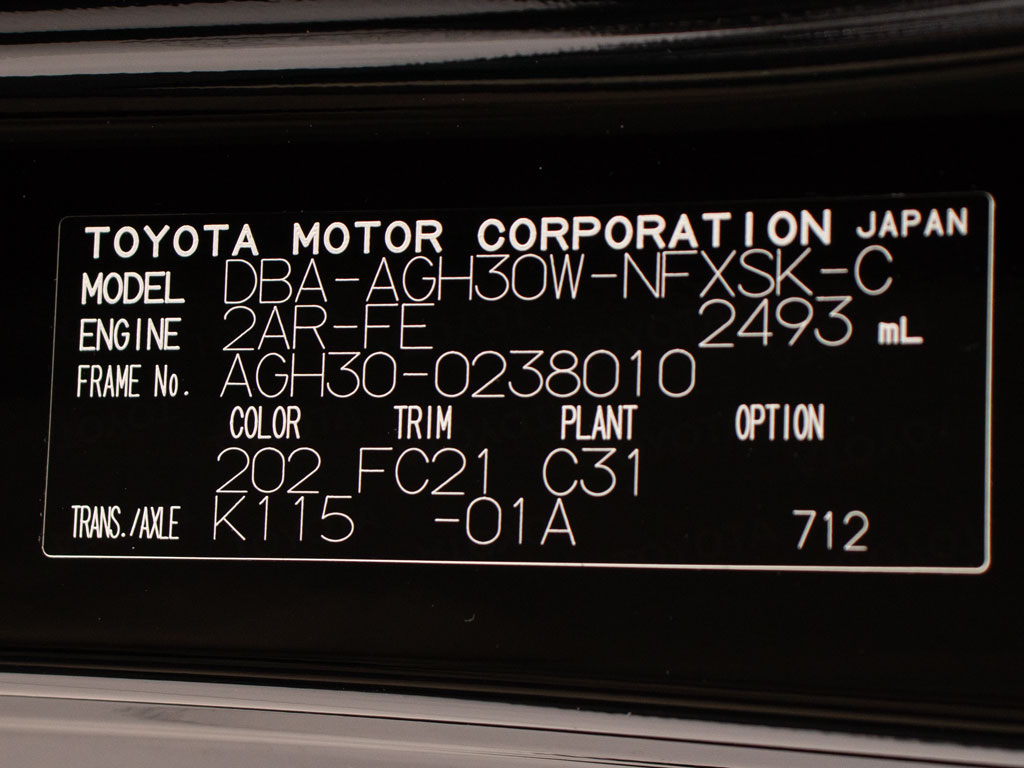 TOYOTA MOTOR CORPORATION JAPAN
MODEL DBA-AGH30W-NFXSK-C
ENGINE 2AR-FE 2493 mL
FRAME No. AGH30-0238010
COLOR TRIM PLANT OPTION
202 FC21 C31
TRANS./AXLE K115 -01A 712